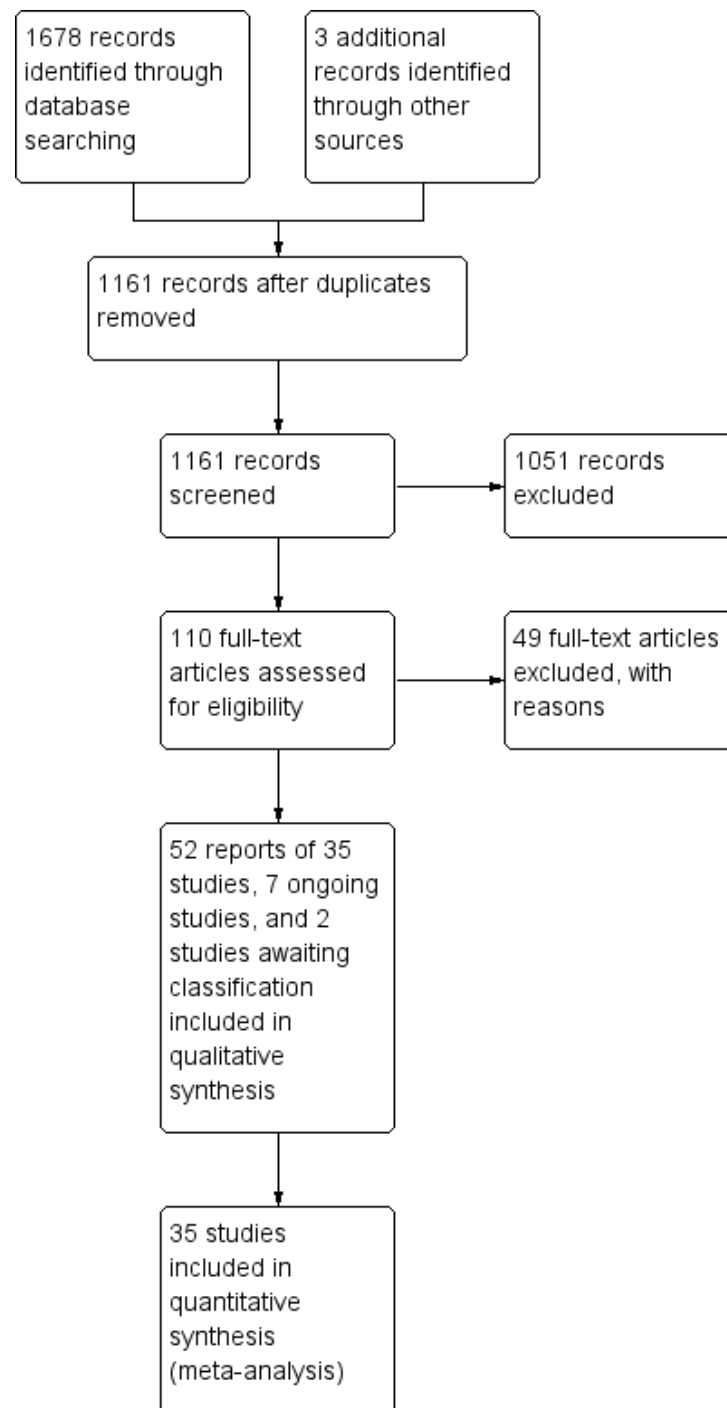 1678 records
identified through
database
searching
3 additional
records identified
through other
sources
1161 records after duplicates
removed
1161 records
screened
1051 records
excluded
110 full-text
articles assessed
for eligibility
49 full-text articles
excluded, with
reasons
52 reports of 35
studies, 7 ongoing
studies, and 2
studies awaiting
classification
included in
qualitative
synthesis
35 studies
included in
quantitative
synthesis
(meta-analysis)